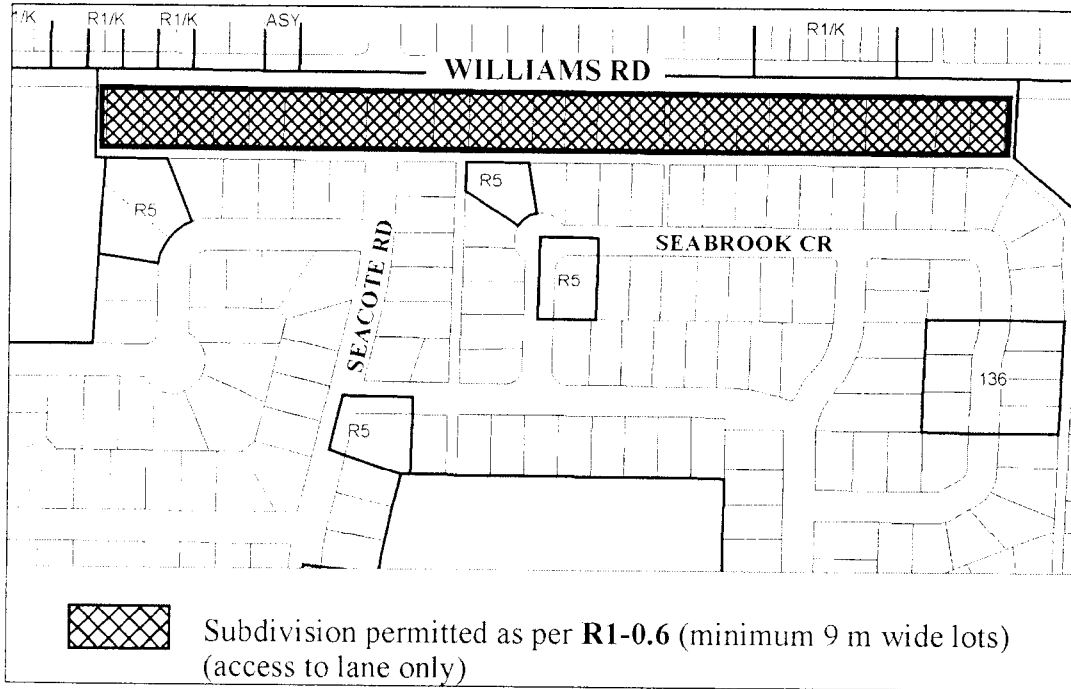 1/K R1/K R1/K ASY R1/K
WILLIAMS RD
R5
R5
SEABROOK CR
SEACOTE RD
R5
136
R5
Subdivision permitted as per R1-0.6 (minimum 9 m wide lots)
(access to lane only)